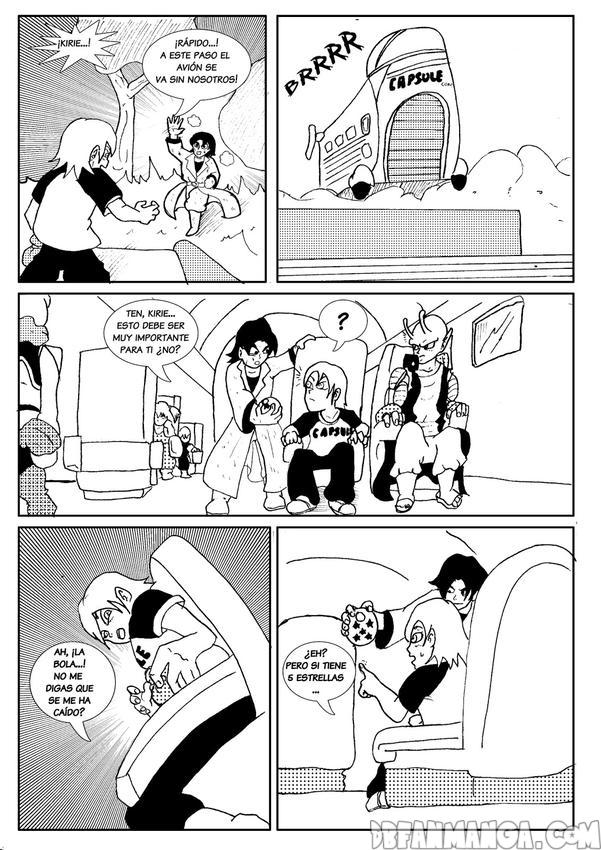 ¡KIRIE...!
¡RÁPIDO...!
A ESTE PASO EL
AVIÓN SE
VA SIN NOSOTROS!
BRRRR
CAPSULE
TEN, KIRIE...
ESTO DEBE SER
MUY IMPORTANTE
PARA TI ¿NO?
?
CAPSULE
AH, ¡LA
BOLA...!
NO ME
DIGAS QUE
SE ME HA
CAÍDO?
¿EH?
PERO SI TIENE
5 ESTRELLAS
...
DBFANMANGA.COM